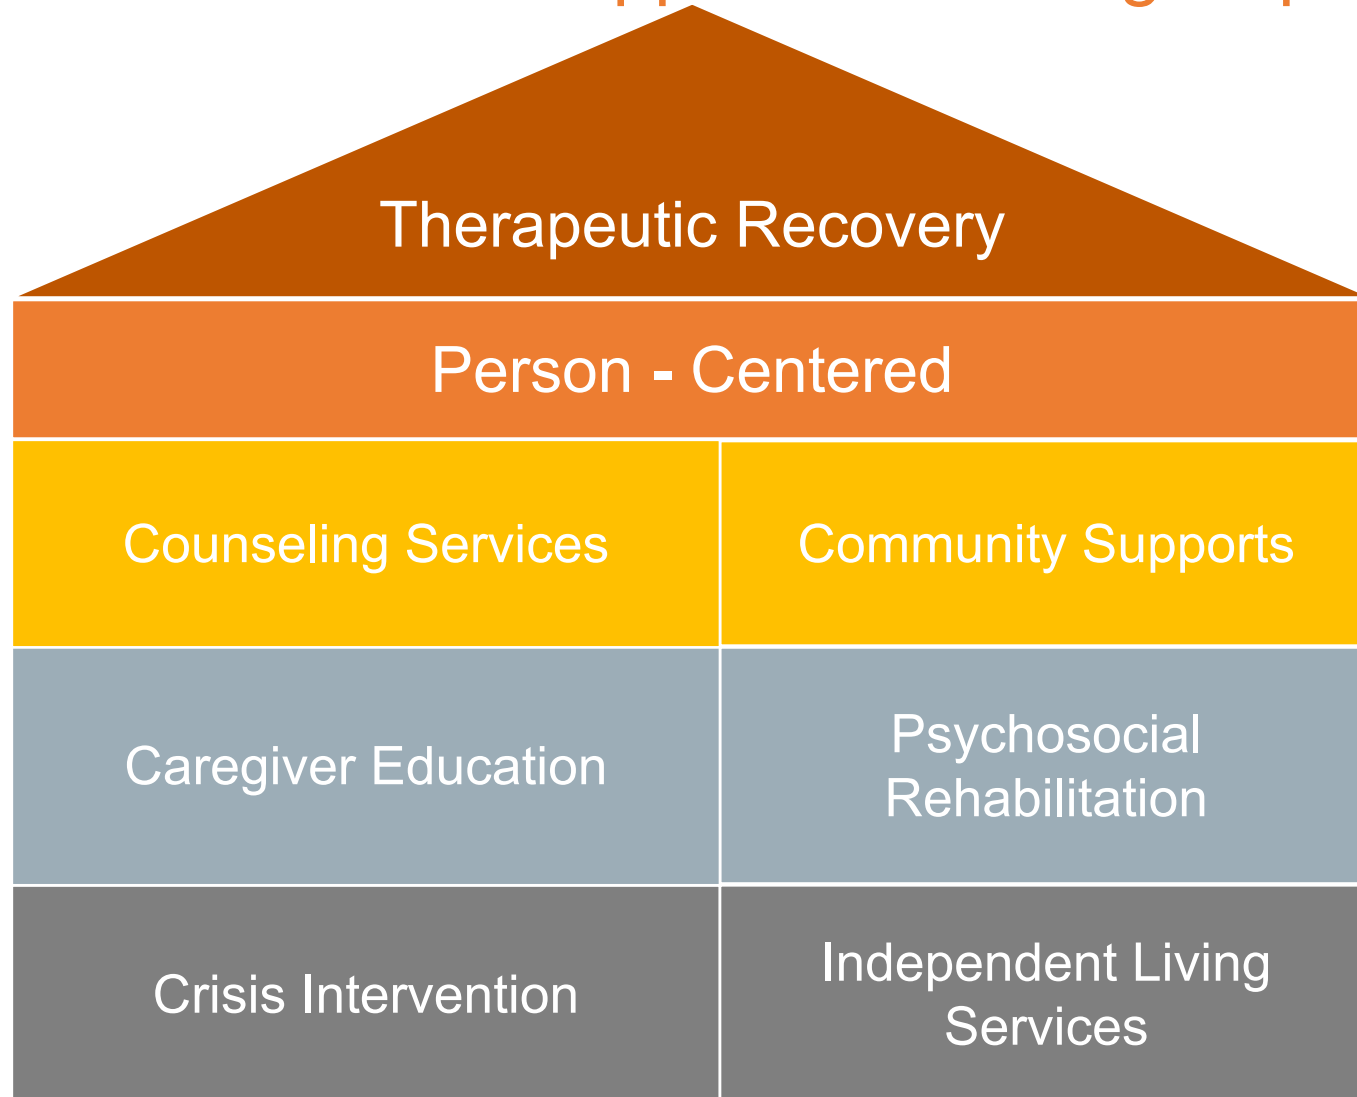 Therapeutic Recovery
Person - Centered
Counseling Services
Community Supports
Caregiver Education
Psychosocial
Rehabilitation
Crisis Intervention
Independent Living
Services